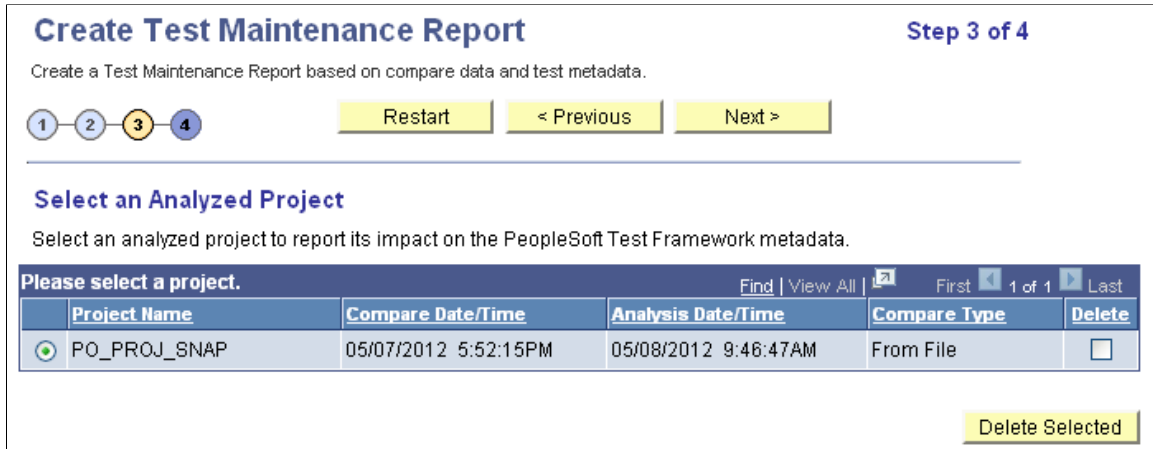 Create Test Maintenance Report Step 3 of 4
Create a Test Maintenance Report based on compare data and test metadata.
1 2 3 4 Restart < Previous Next >
Select an Analyzed Project
Select an analyzed project to report its impact on the PeopleSoft Test Framework metadata.
Please select a project. Find | View All | First 1 of 1 Last
Project Name Compare Date/Time Analysis Date/Time Compare Type Delete
PO_PROJ_SNAP 05/07/2012 5:52:15PM 05/08/2012 9:46:47AM From File
Delete Selected